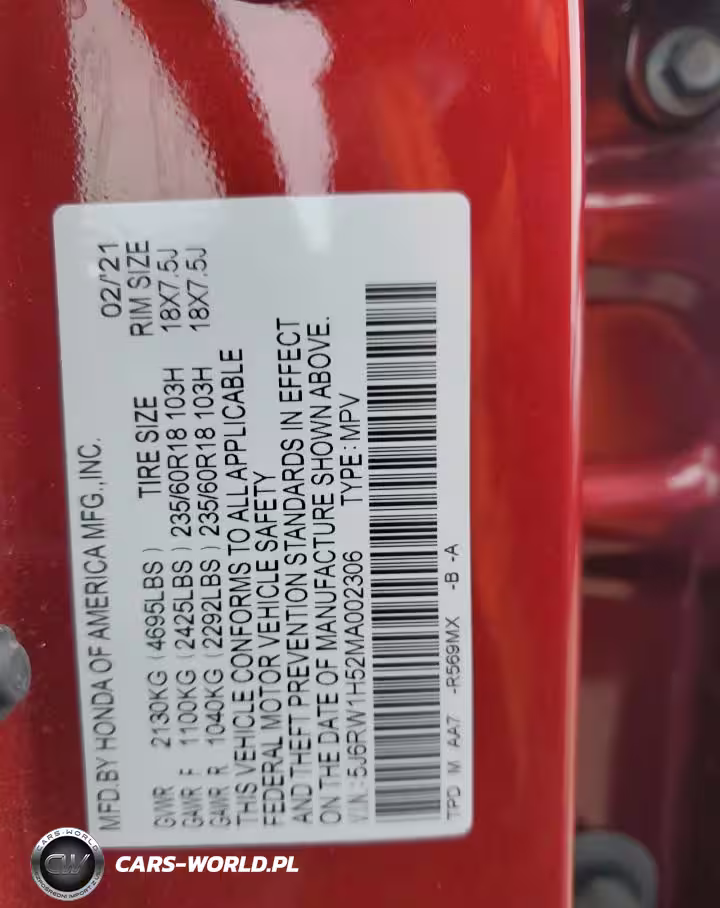 MFD.BY HONDA OF AMERICA MFG.,INC. 02/'21
TIRE SIZE RIM SIZE
GVWR 2130KG (4695LBS)
GAWR F 1100KG (2425LBS) 235/60R18 103H 18X7.5J
GAWR R 1040KG (2292LBS) 235/60R18 103H 18X7.5J
THIS VEHICLE CONFORMS TO ALL APPLICABLE
FEDERAL MOTOR VEHICLE SAFETY
AND THEFT PREVENTION STANDARDS IN EFFECT
ON THE DATE OF MANUFACTURE SHOWN ABOVE.
V.I.N.:5J6RW1H52MA002306 TYPE:MPV
TPD M AA7 -R569MX -B -A
CARS-WORLD
CW
CARS-WORLD.PL